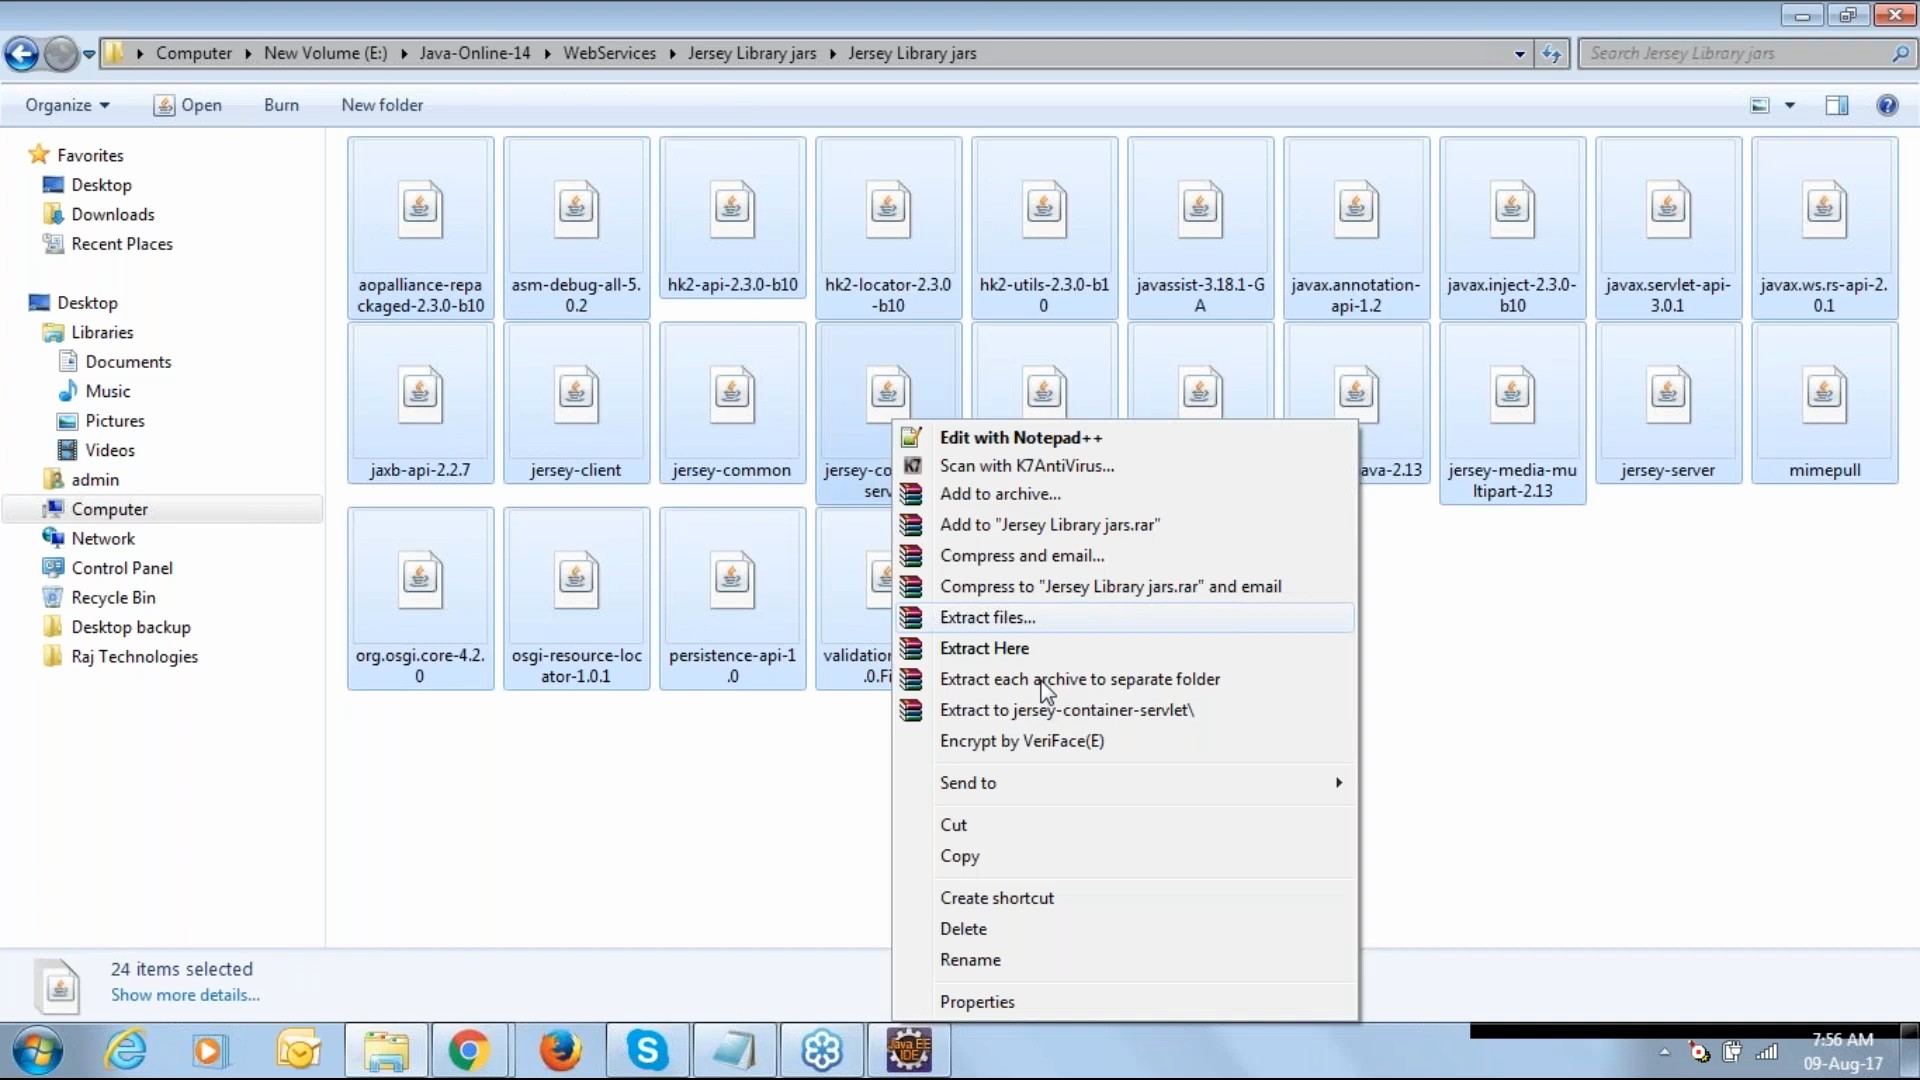 Computer
New Volume (E:)
Java-Online-14
WebServices
Jersey Library jars
Jersey Library jars
Search Jersey Library jars
Organize
Open
Burn
New folder
Favorites
Desktop
Downloads
Recent Places
Desktop
Libraries
Documents
Music
Pictures
Videos
admin
Computer
Network
Control Panel
Recycle Bin
Desktop backup
Raj Technologies
aopalliance-repa
ckaged-2.3.0-b10
asm-debug-all-5.
0.2
hk2-api-2.3.0-b10
hk2-locator-2.3.0
-b10
hk2-utils-2.3.0-b1
0
javassist-3.18.1-G
A
javax.annotation-
api-1.2
javax.inject-2.3.0-
b10
javax.servlet-api-
3.0.1
javax.ws.rs-api-2.
0.1
jaxb-api-2.2.7
jersey-client
jersey-common
jersey-co
serv
ava-2.13
jersey-media-mu
ltipart-2.13
jersey-server
mimepull
org.osgi.core-4.2.
0
osgi-resource-loc
ator-1.0.1
persistence-api-1
.0
validation
.0.Fi
Edit with Notepad++
K7 Scan with K7AntiVirus...
Add to archive...
Add to "Jersey Library jars.rar"
Compress and email...
Compress to "Jersey Library jars.rar" and email
Extract files...
Extract Here
Extract each archive to separate folder
Extract to jersey-container-servlet\
Encrypt by VeriFace(E)
Send to
Cut
Copy
Create shortcut
Delete
Rename
Properties
24 items selected
Show more details...
Java EE
IDE
7:56 AM
09-Aug-17